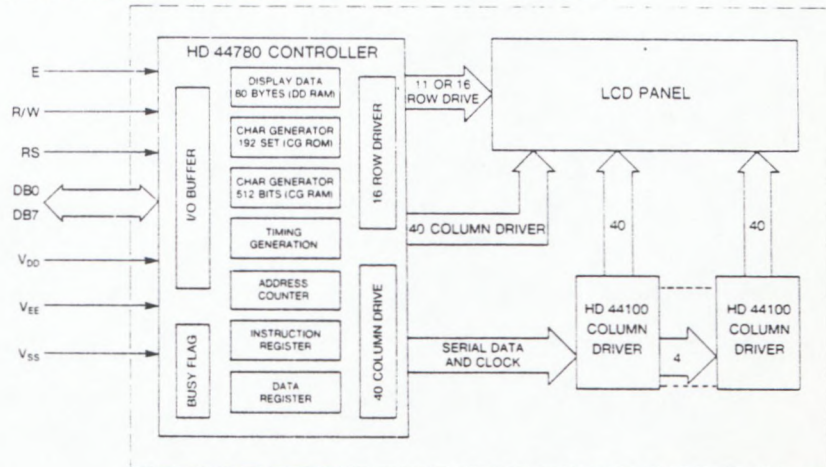 HD 44780 CONTROLLER
E
R/W
RS
DB0
DB7
V_DD
V_EE
V_SS
I/O BUFFER
BUSY FLAG
DISPLAY DATA
80 BYTES (DD RAM)
CHAR GENERATOR
192 SET (CG ROM)
CHAR GENERATOR
512 BITS (CG RAM)
TIMING
GENERATION
ADDRESS
COUNTER
INSTRUCTION
REGISTER
DATA
REGISTER
16 ROW DRIVER
40 COLUMN DRIVE
11 OR 16
ROW DRIVE
LCD PANEL
40 COLUMN DRIVER
40
40
SERIAL DATA
AND CLOCK
HD 44100
COLUMN
DRIVER
4
HD 44100
COLUMN
DRIVER